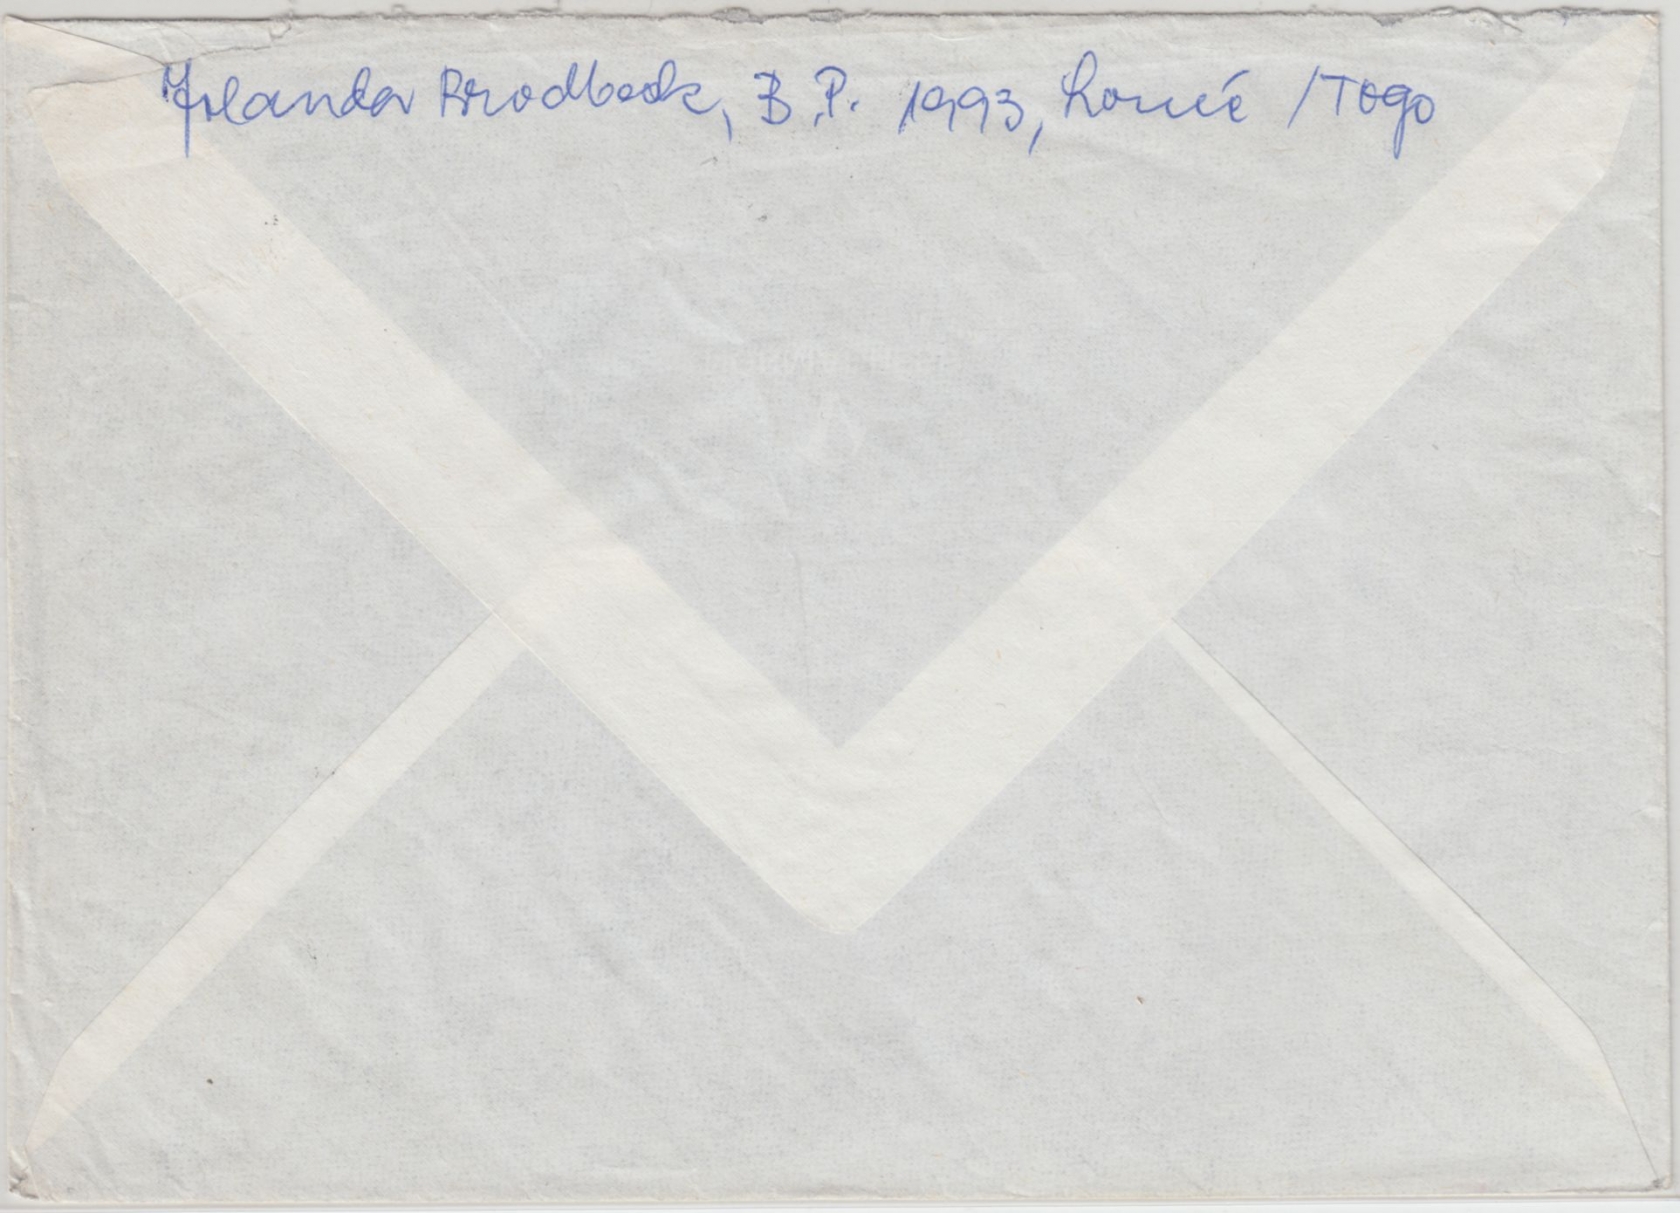 Yolanda Brodbeck, B.P. 1993, Lomé / Togo